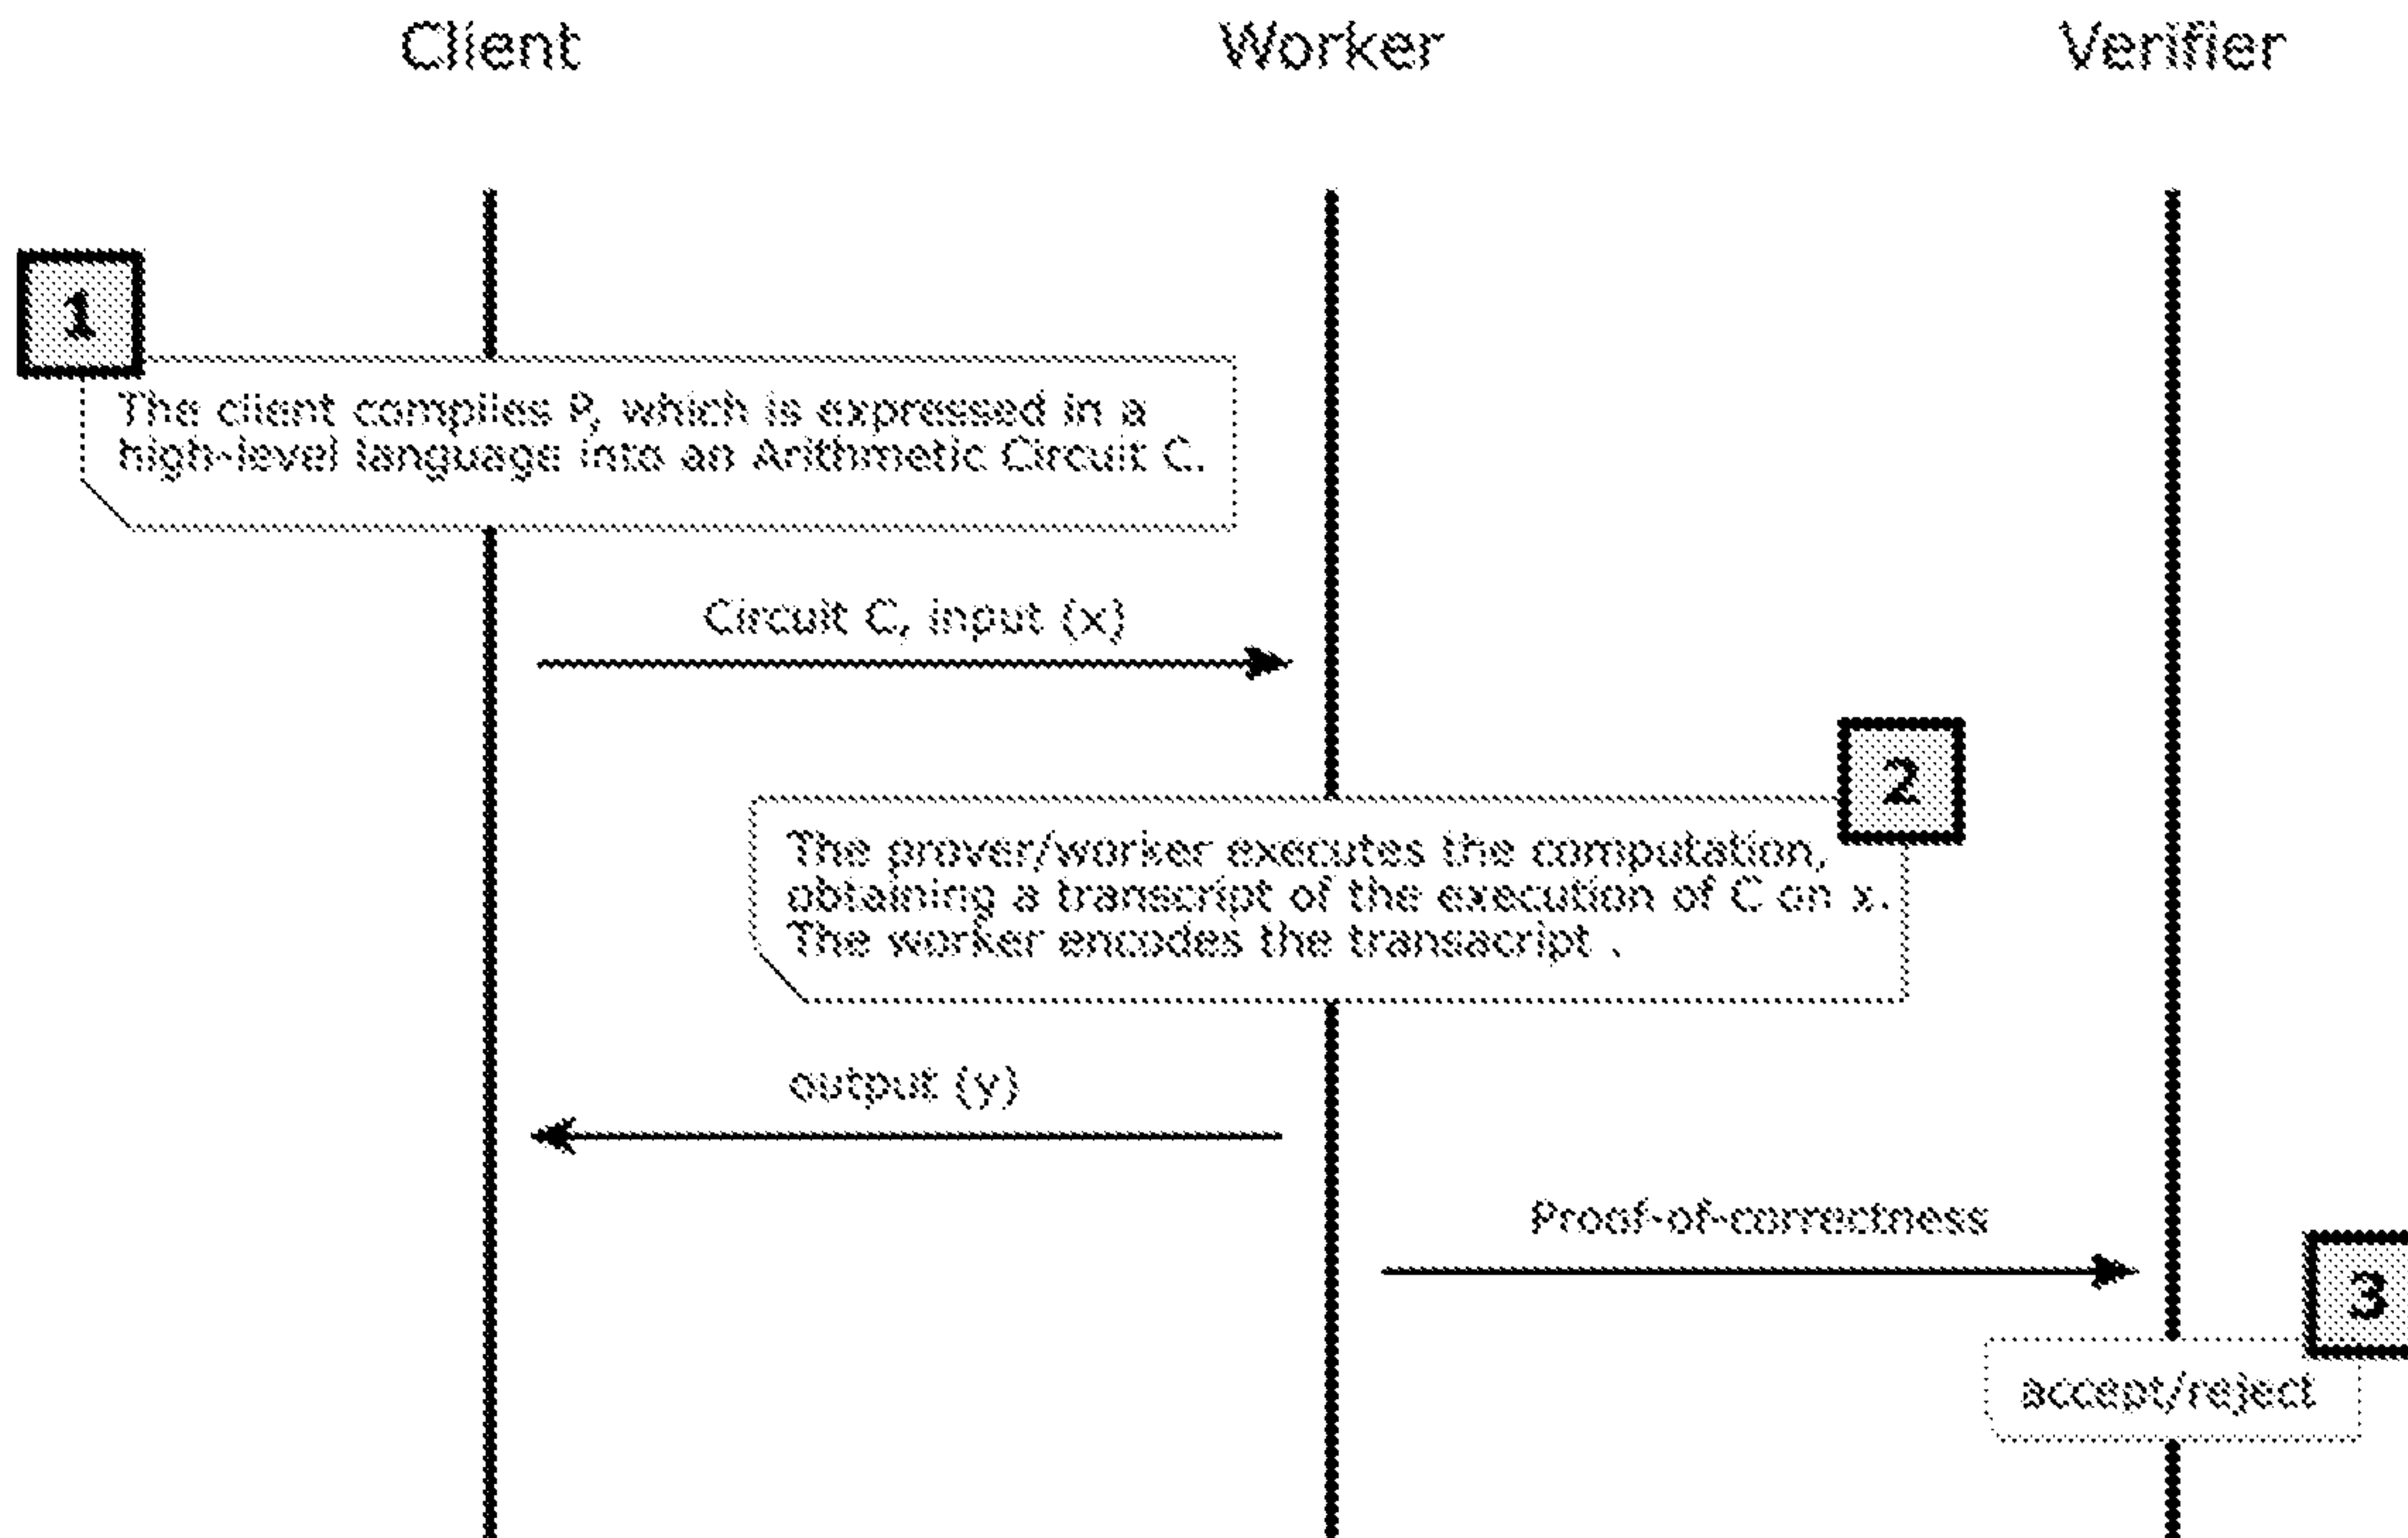 Client
Worker
Verifier
1
The client compiles P, which is expressed in a
high-level language into an Arithmetic Circuit C.
Circuit C, input (x)
2
The prover/worker executes the computation,
obtaining a transcript of the execution of C on x.
The worker encodes the transacript .
output (y)
Proof-of-correctness
3
accept/reject